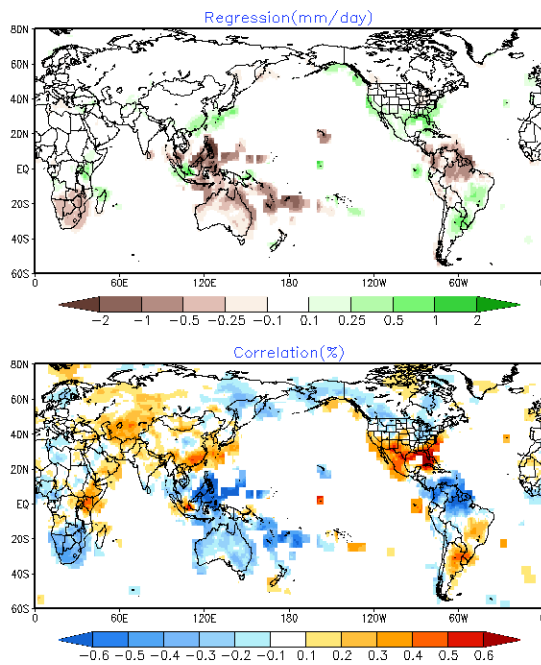 Regression(mm/day)
80N
60N
40N
20N
EQ
20S
40S
60S
0 60E 120E 180 120W 60W 0
-2 -1 -0.5 -0.25 -0.1 0.1 0.25 0.5 1 2
Correlation(%)
80N
60N
40N
20N
EQ
20S
40S
60S
0 60E 120E 180 120W 60W 0
-0.6 -0.5 -0.4 -0.3 -0.2 -0.1 0.1 0.2 0.3 0.4 0.5 0.6